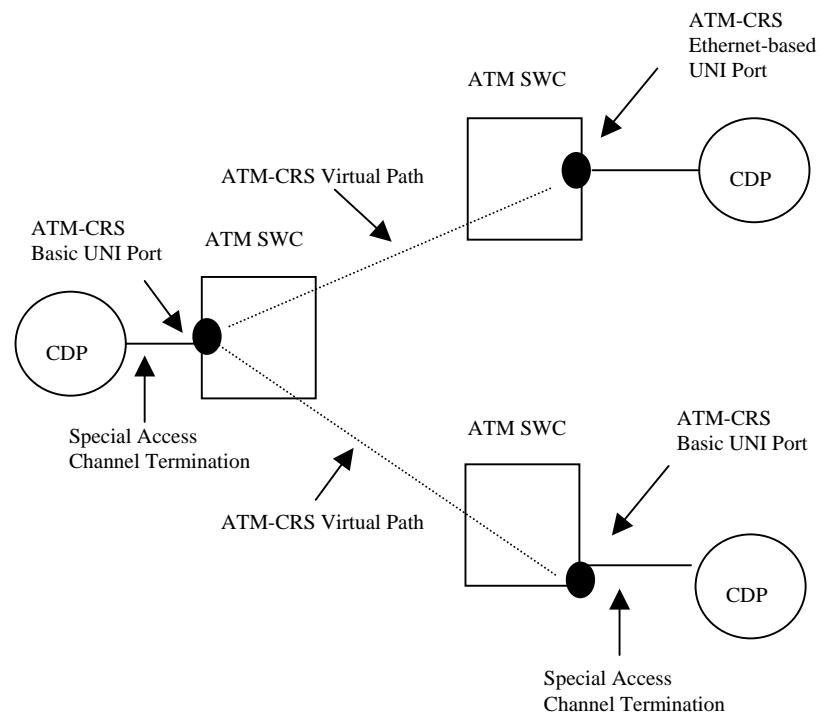 ATM-CRS
Ethernet-based
UNI Port
ATM SWC
CDP
ATM-CRS Virtual Path
ATM-CRS
Basic UNI Port
ATM SWC
CDP
Special Access
Channel Termination
ATM-CRS Virtual Path
ATM SWC
ATM-CRS
Basic UNI Port
CDP
Special Access
Channel Termination